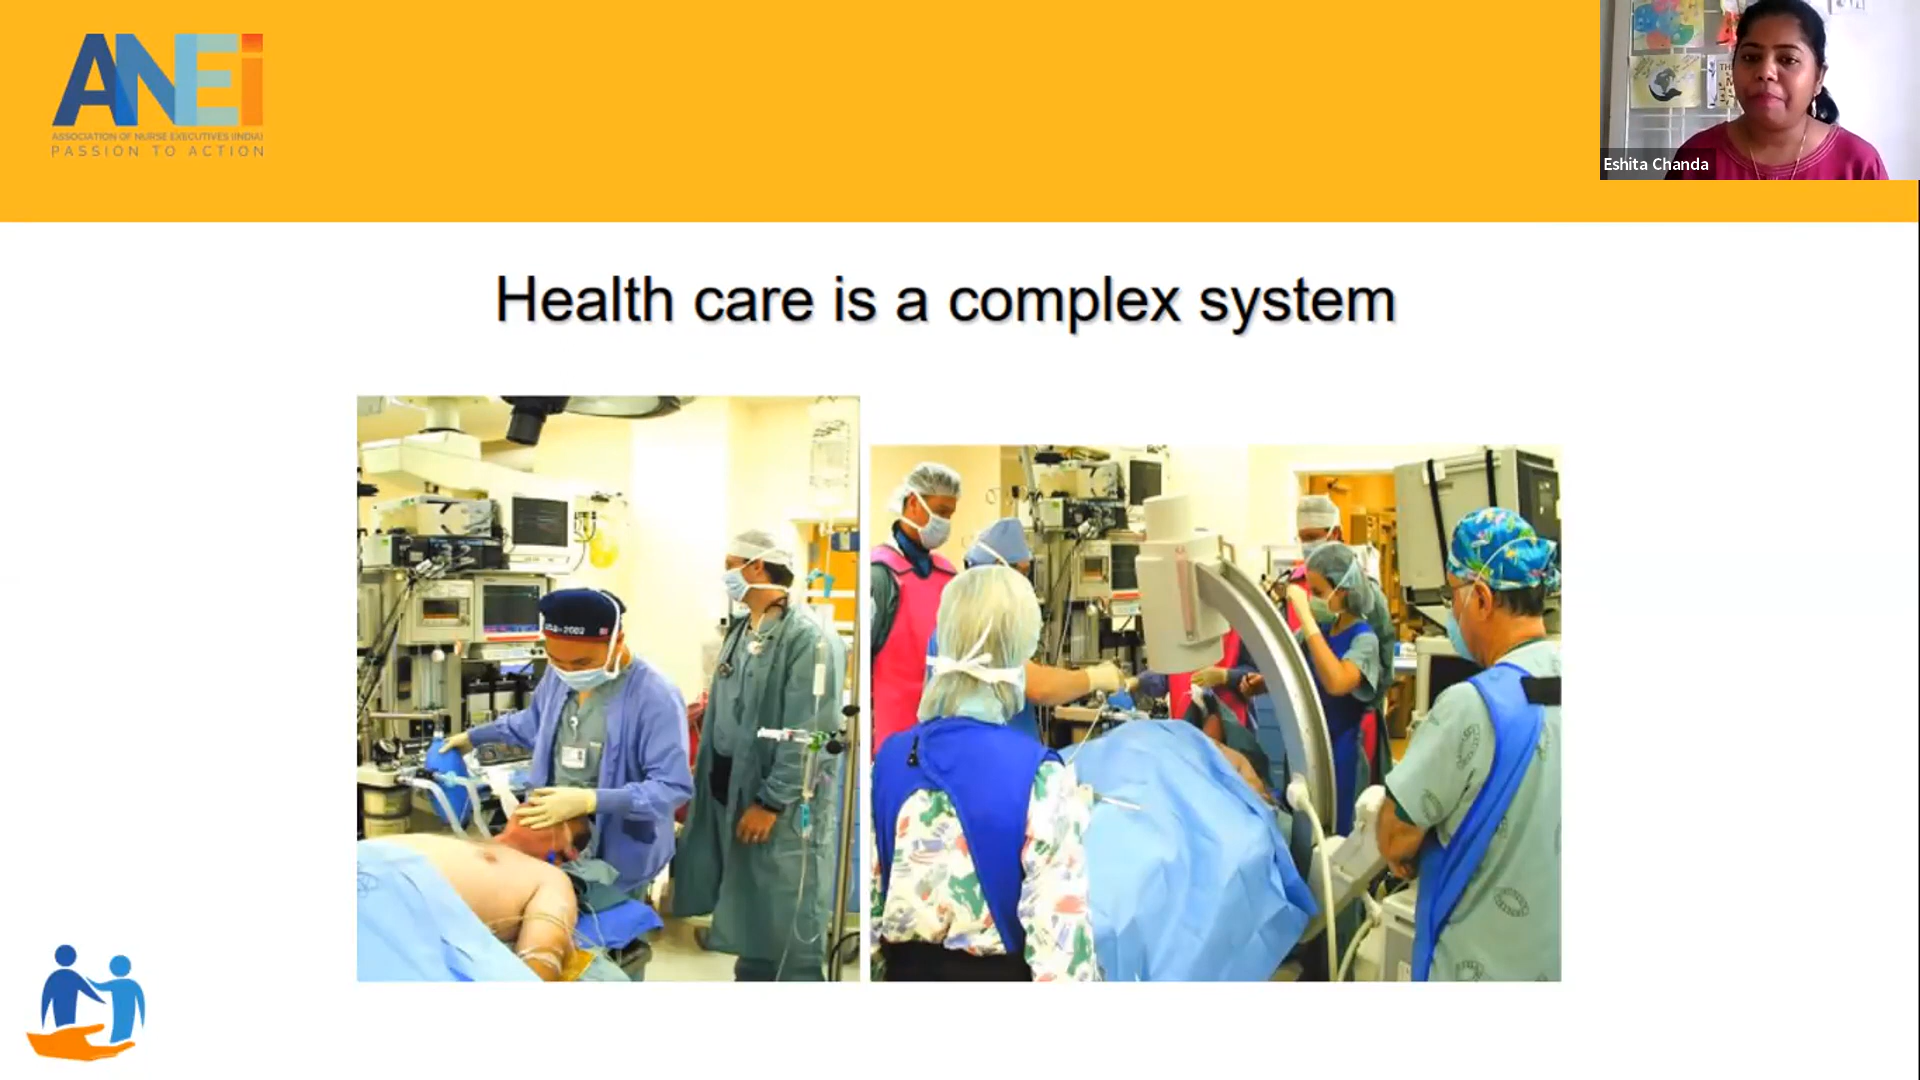 ANEi
ASSOCIATION OF NURSE EXECUTIVES (INDIA)
PASSION TO ACTION
Eshita Chanda
Health care is a complex system